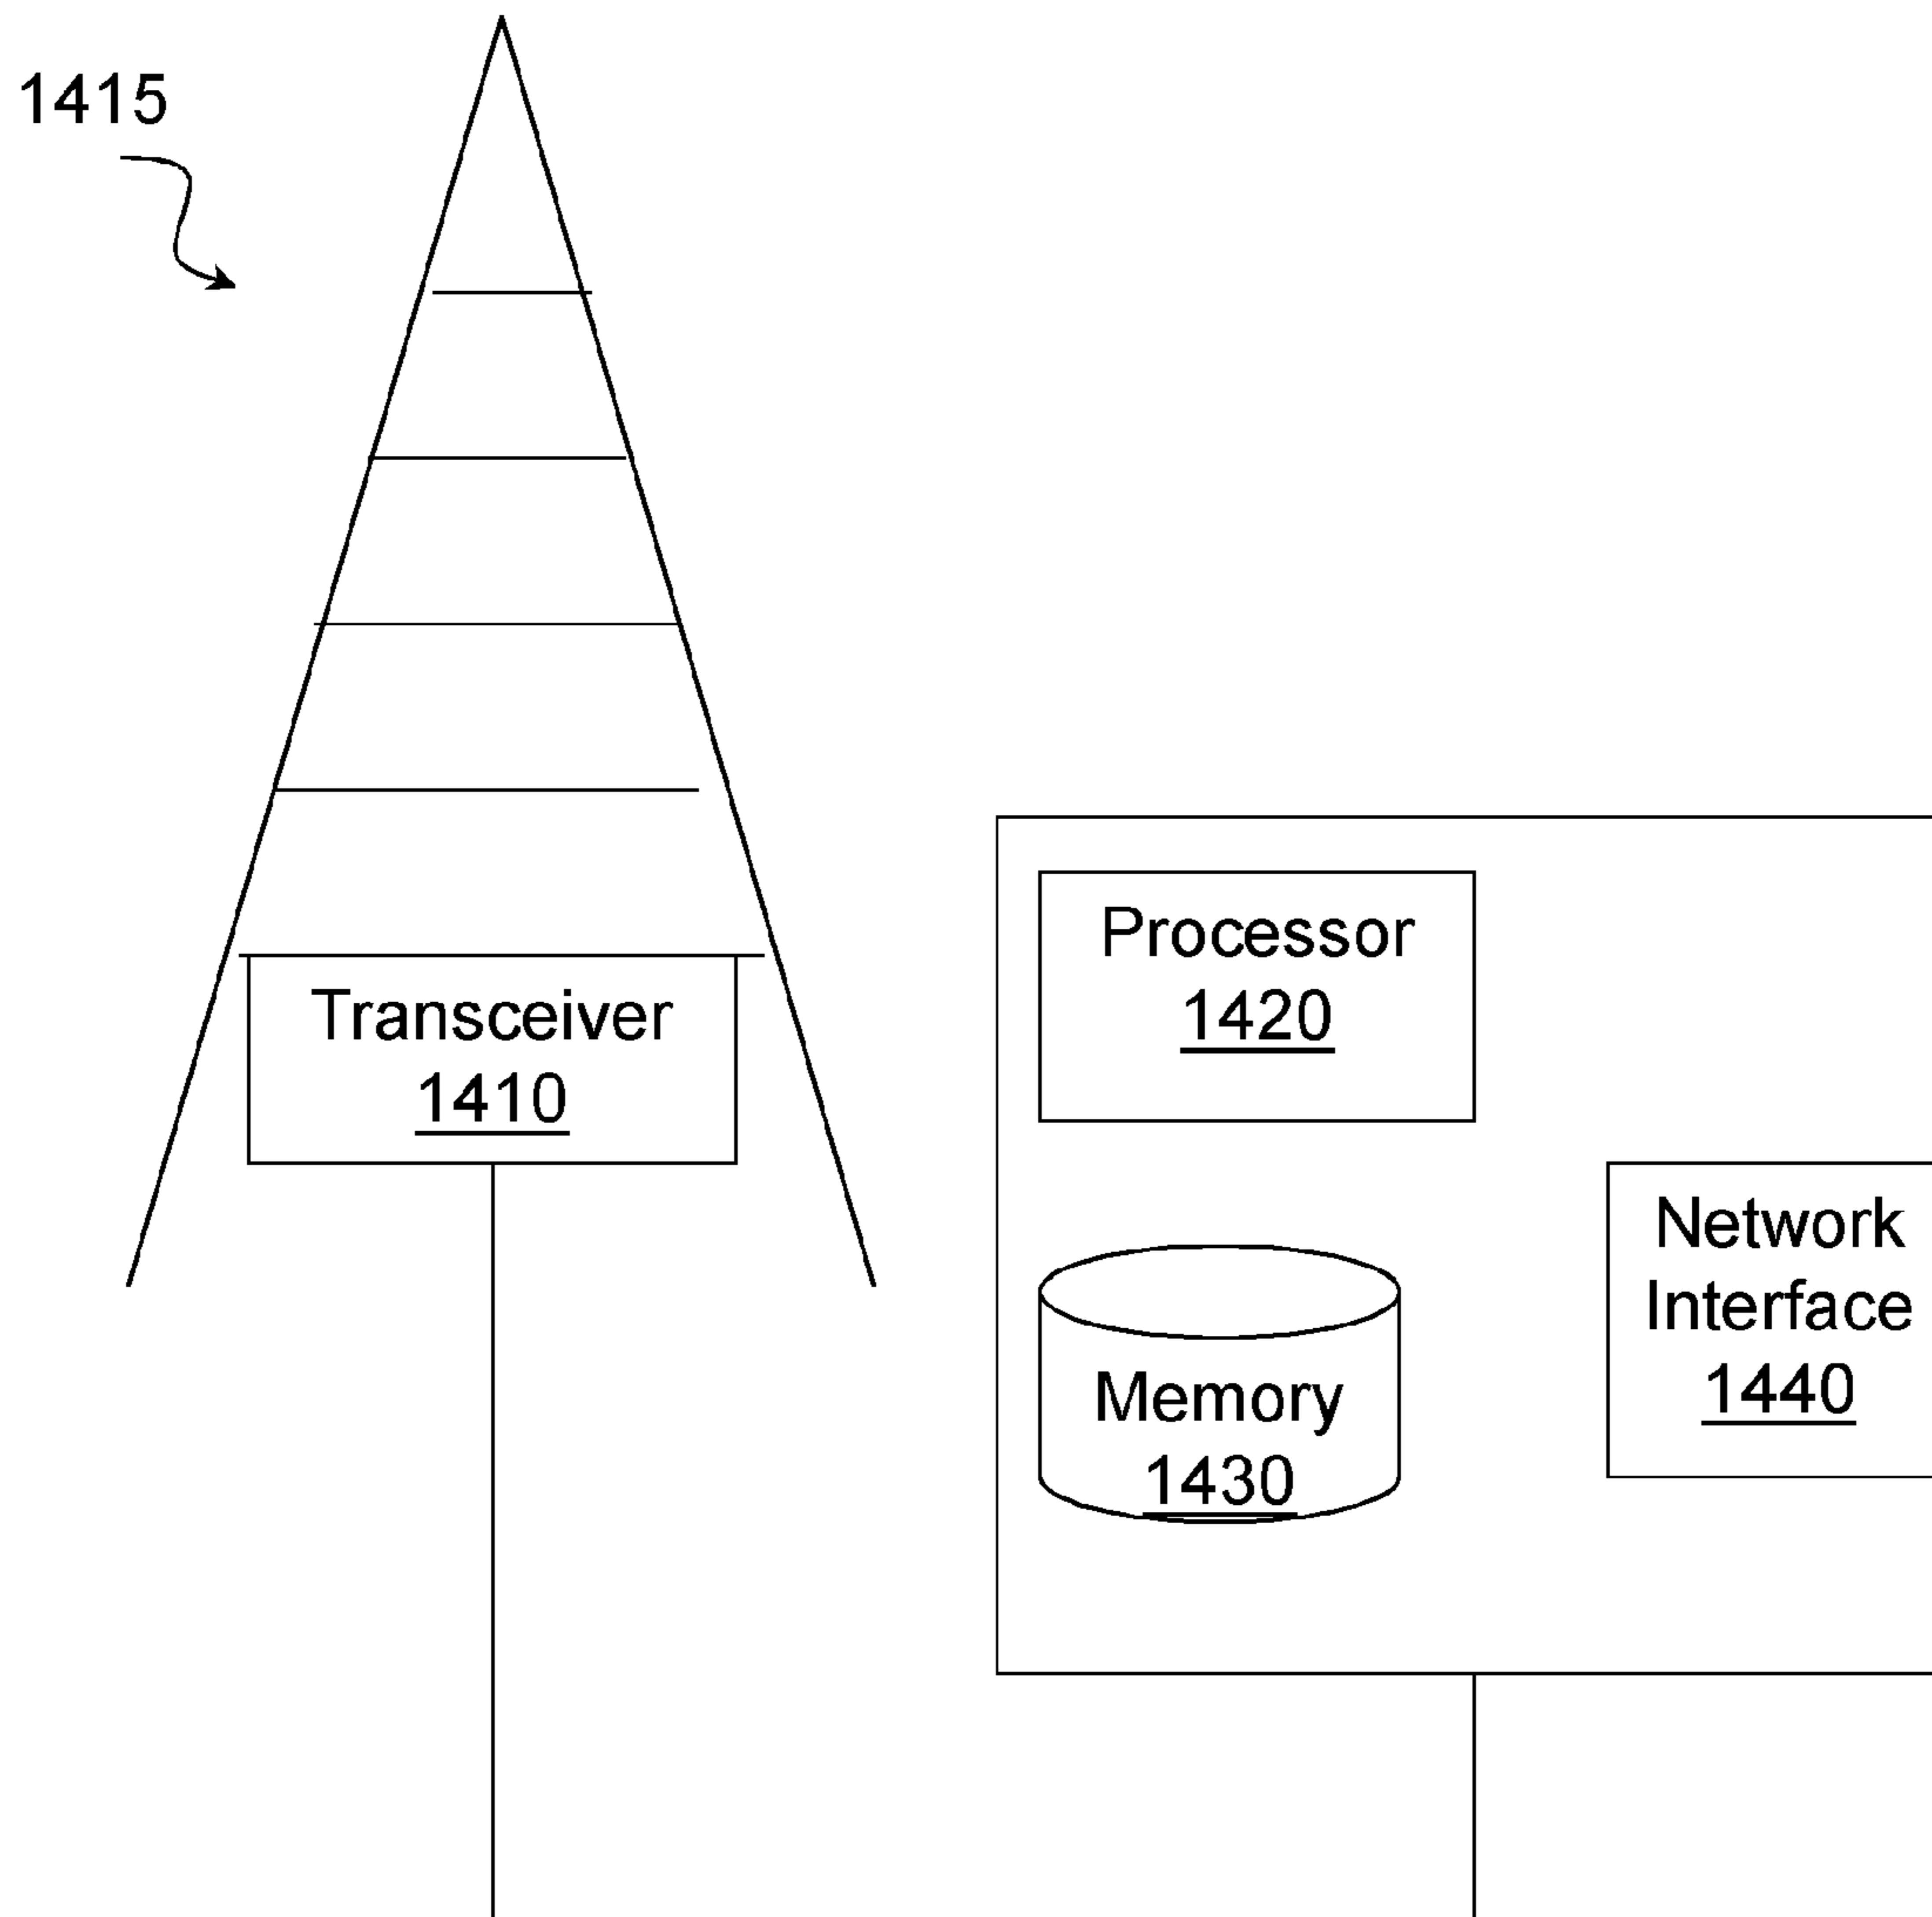 1415
Transceiver
1410
Processor
1420
Memory
1430
Network
Interface
1440